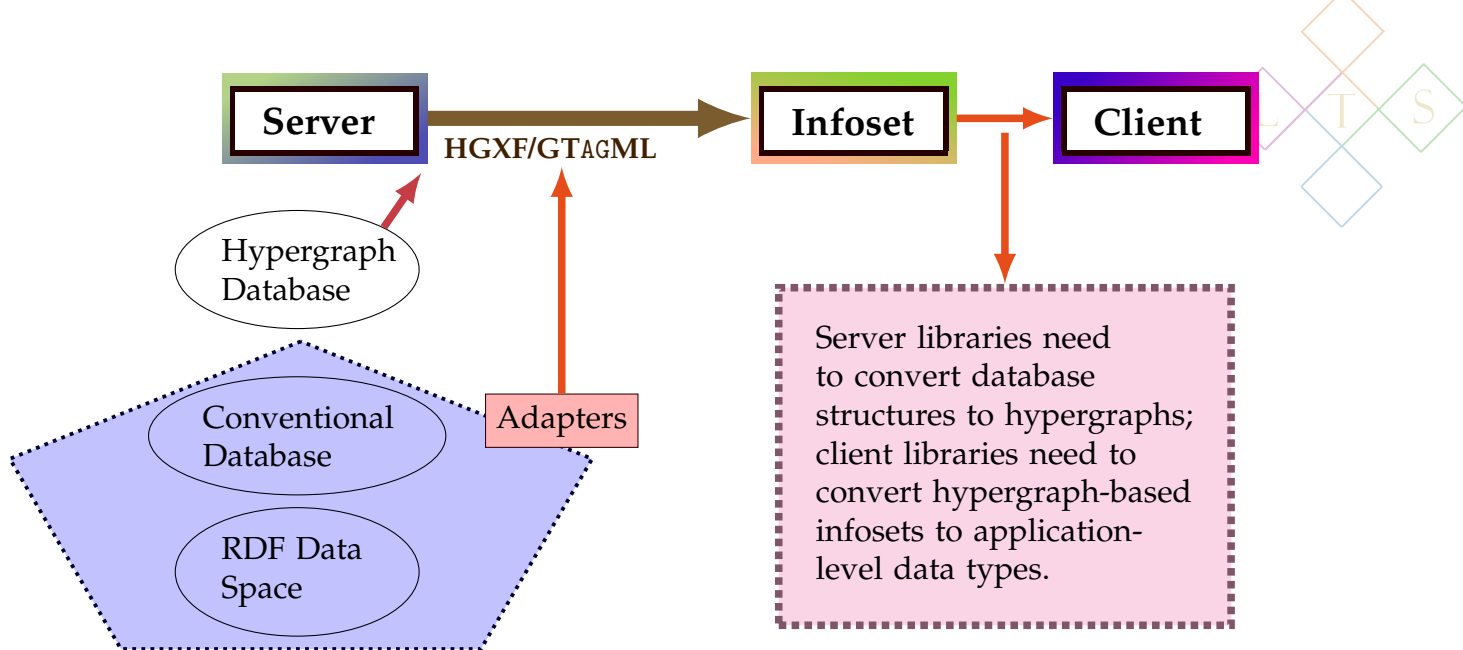 Server
Infoset
Client
HGXF/GTAGML
L T S
Hypergraph
Database
Conventional
Database
Adapters
RDF Data
Space
Server libraries need
to convert database
structures to hypergraphs;
client libraries need to
convert hypergraph-based
infosets to application-
level data types.